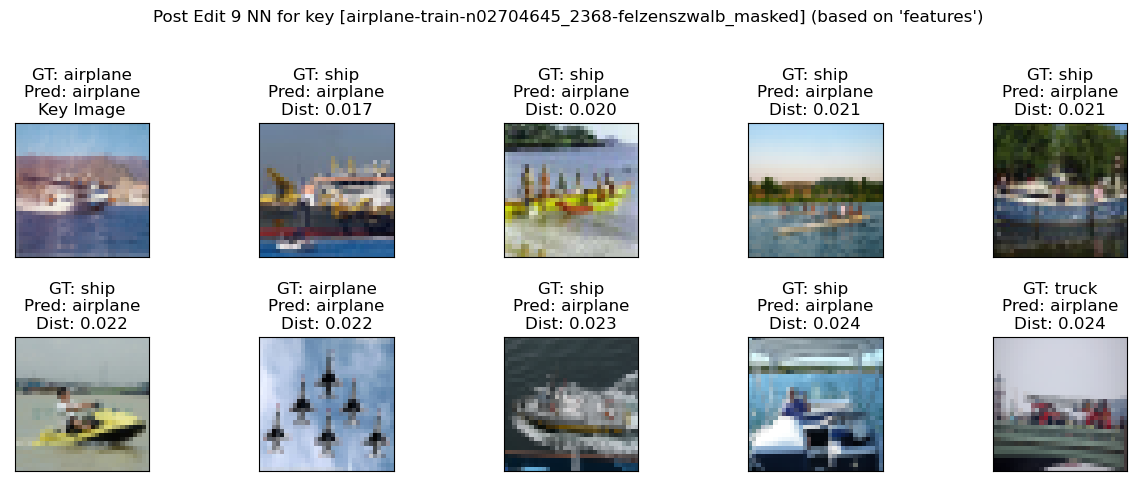 Post Edit 9 NN for key [airplane-train-n02704645_2368-felzenszwalb_masked] (based on 'features')
GT: airplane
Pred: airplane
Key Image
GT: ship
Pred: airplane
Dist: 0.017
GT: ship
Pred: airplane
Dist: 0.020
GT: ship
Pred: airplane
Dist: 0.021
GT: ship
Pred: airplane
Dist: 0.021
GT: ship
Pred: airplane
Dist: 0.022
GT: airplane
Pred: airplane
Dist: 0.022
GT: ship
Pred: airplane
Dist: 0.023
GT: ship
Pred: airplane
Dist: 0.024
GT: truck
Pred: airplane
Dist: 0.024